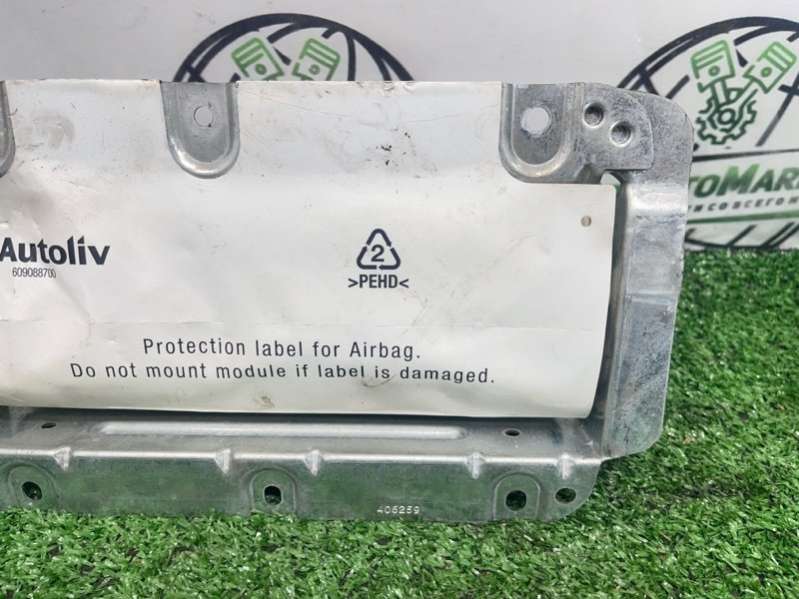 Autoliv
609088700
2
>PEHD<
Protection label for Airbag.
Do not mount module if label is damaged.
406259